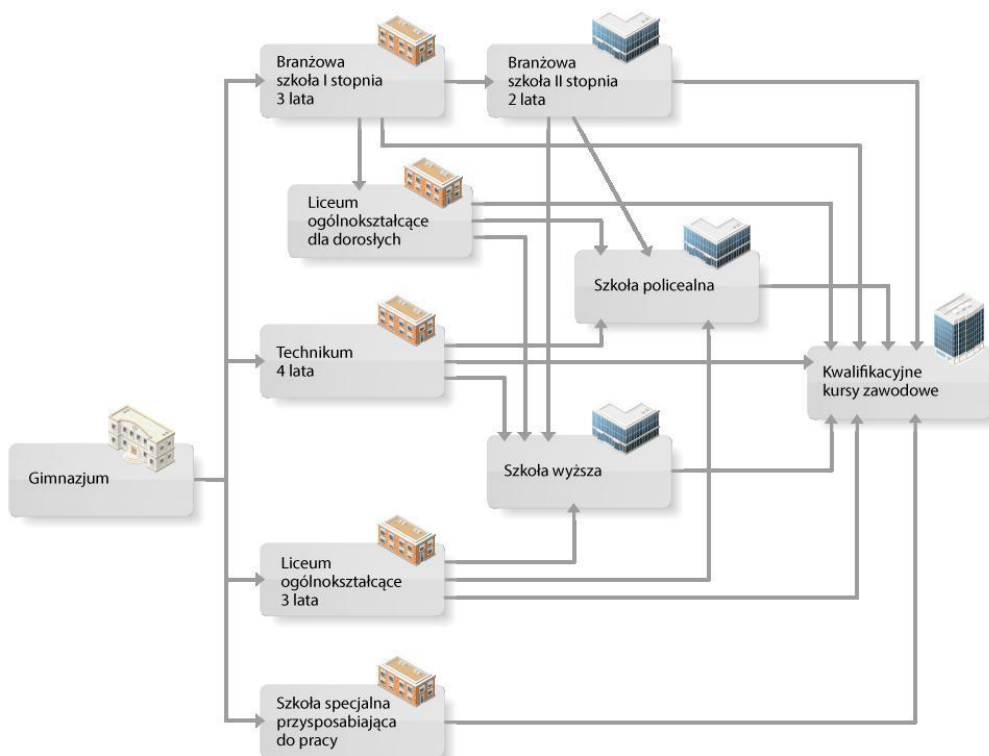 Branżowa
szkoła I stopnia
3 lata
Branżowa
szkoła II stopnia
2 lata
Liceum
ogólnokształcące
dla dorosłych
Szkoła policealna
Technikum
4 lata
Kwalifikacyjne
kursy zawodowe
Gimnazjum
Szkoła wyższa
Liceum
ogólnokształcące
3 lata
Szkoła specjalna
przysposabiająca
do pracy